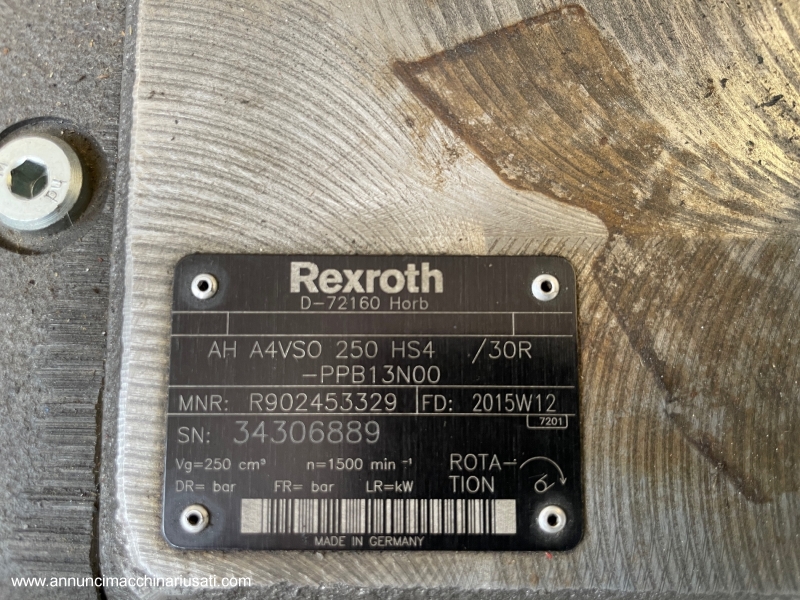 Rexroth
D-72160 Horb
AH A4VSO 250 HS4 /30R
-PPB13N00
MNR: R902453329 FD: 2015W12
7201
SN: 34306889
Vg=250 cm³ n=1500 min⁻¹ ROTA-
DR= bar FR= bar LR=kW TION
MADE IN GERMANY
www.annuncimacchinariusati.com